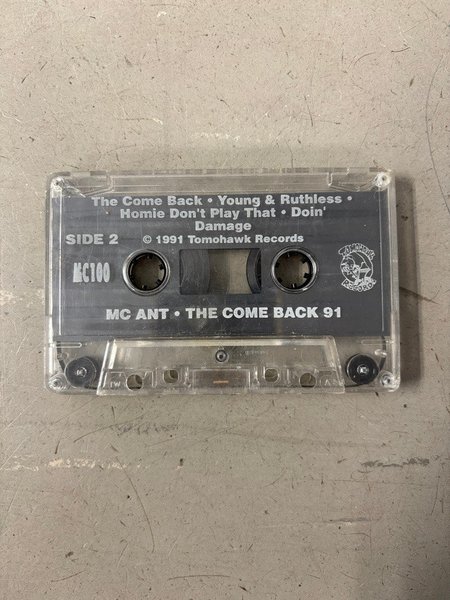 The Come Back • Young & Ruthless •
Homie Don't Play That • Doin'
Damage
SIDE 2
© 1991 Tomohawk Records
MC100
MC ANT • THE COME BACK 91